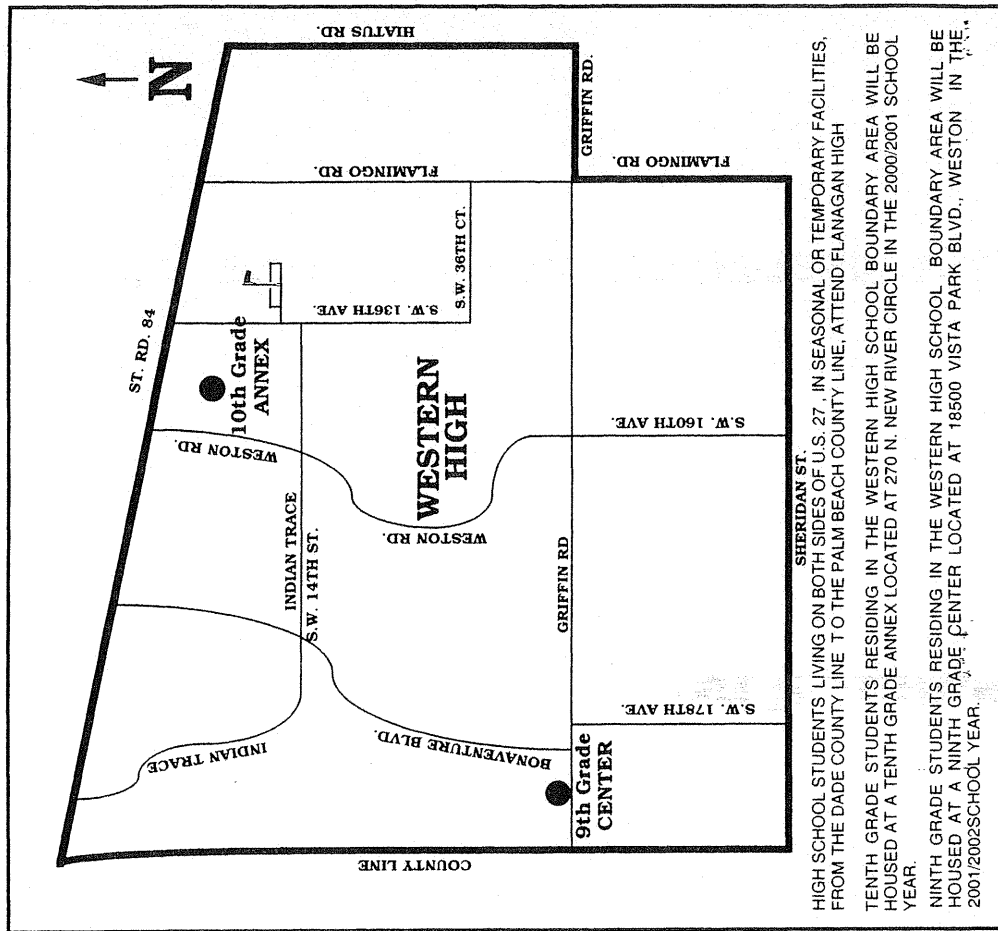 N
HIATUS RD.
ST. RD. 84
FLAMINGO RD.
GRIFFIN RD.
FLAMINGO RD.
S.W. 36TH CT.
S.W. 136TH AVE.
10th Grade
ANNEX
WESTON RD.
WESTERN
HIGH
WESTON RD.
INDIAN TRACE
S.W. 14TH ST.
INDIAN TRACE
BONAVENTURE BLVD.
GRIFFIN RD
S.W. 160TH AVE.
S.W. 178TH AVE.
9th Grade
CENTER
COUNTY LINE
SHERIDAN ST.
HIGH SCHOOL STUDENTS LIVING ON BOTH SIDES OF U.S. 27 , IN SEASONAL OR TEMPORARY FACILITIES,
FROM THE DADE COUNTY LINE TO THE PALM BEACH COUNTY LINE, ATTEND FLANAGAN HIGH
TENTH GRADE STUDENTS RESIDING IN THE WESTERN HIGH SCHOOL BOUNDARY AREA WILL BE
HOUSED AT A TENTH GRADE ANNEX LOCATED AT 270 N. NEW RIVER CIRCLE IN THE 2000/2001 SCHOOL
YEAR.
NINTH GRADE STUDENTS RESIDING IN THE WESTERN HIGH SCHOOL BOUNDARY AREA WILL BE
HOUSED AT A NINTH GRADE CENTER LOCATED AT 18500 VISTA PARK BLVD., WESTON IN THE
2001/2002SCHOOL YEAR.